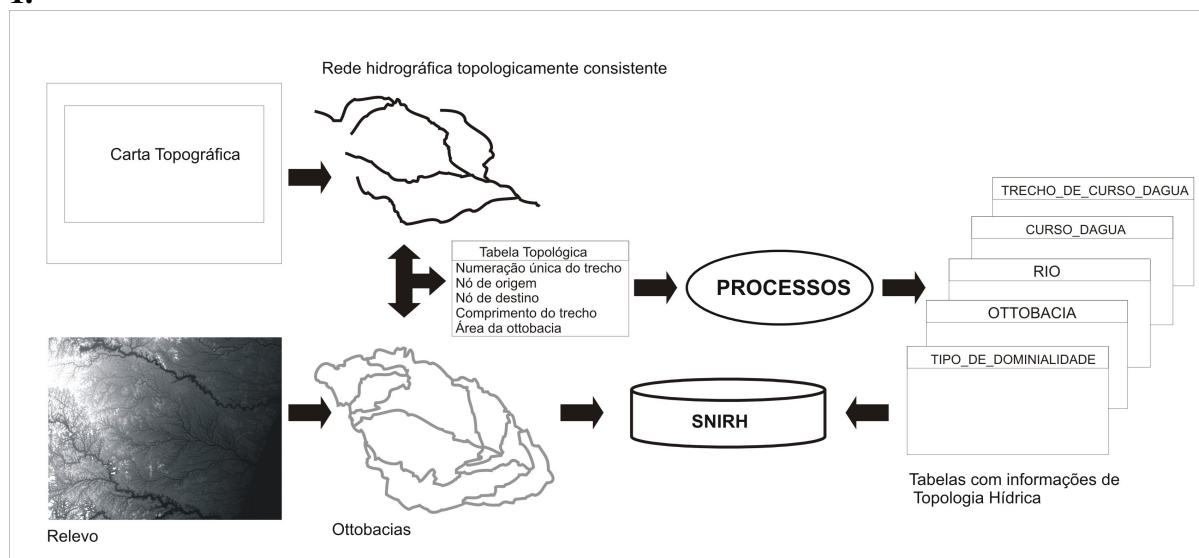 1.
Rede hidrográfica topologicamente consistente
Carta Topográfica
Tabela Topológica
Numeração única do trecho
Nó de origem
Nó de destino
Comprimento do trecho
Área da ottobacia
PROCESSOS
TRECHO_DE_CURSO_DAGUA
CURSO_DAGUA
RIO
OTTOBACIA
TIPO_DE_DOMINIALIDADE
SNIRH
Tabelas com informações de
Topologia Hídrica
Relevo
Ottobacias